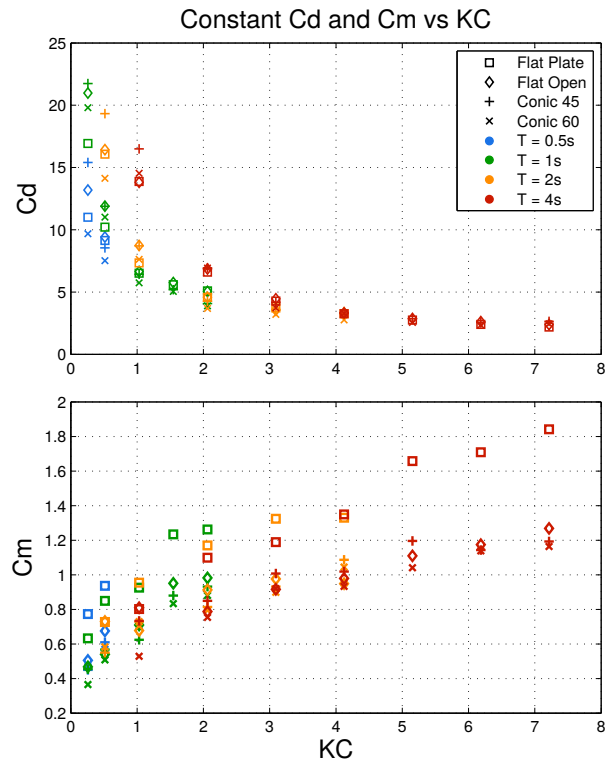 Constant Cd and Cm vs KC
25
20
15
10
5
0
Cd
Flat Plate
Flat Open
Conic 45
Conic 60
T = 0.5s
T = 1s
T = 2s
T = 4s
0 1 2 3 4 5 6 7 8
2
1.8
1.6
1.4
1.2
1
0.8
0.6
0.4
0.2
Cm
0 1 2 3 4 5 6 7 8
KC